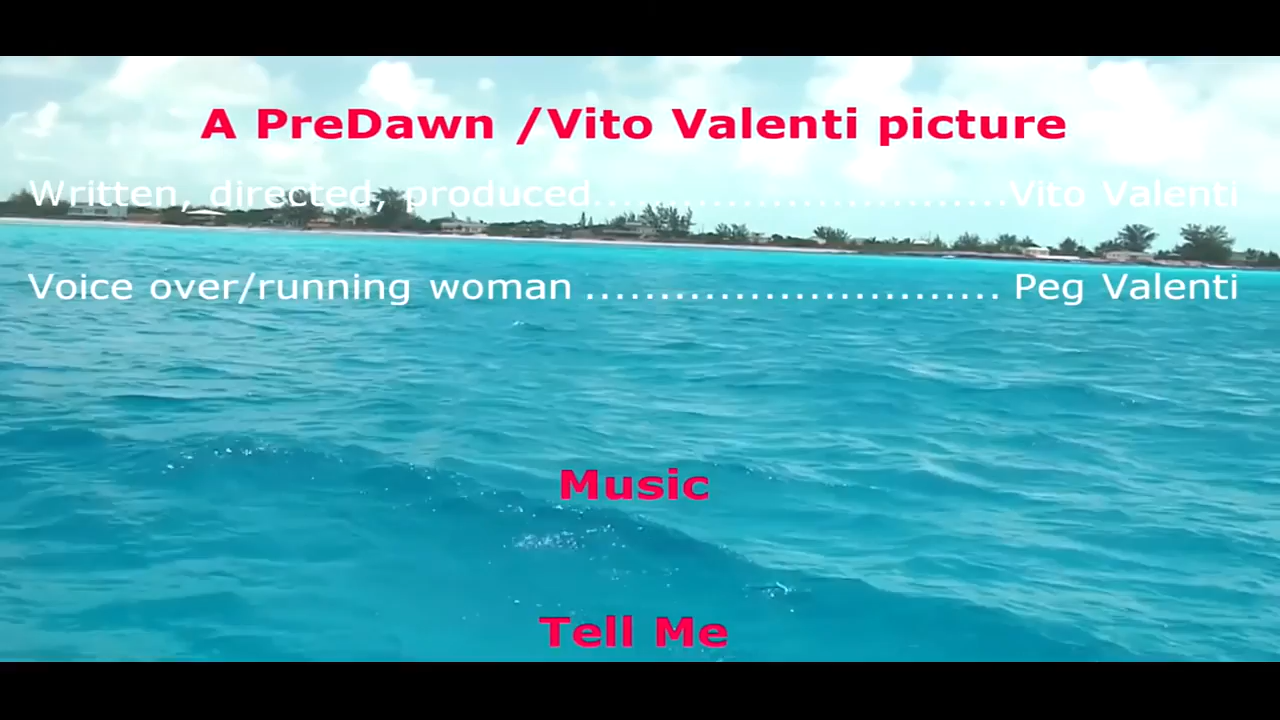 A PreDawn /Vito Valenti picture
Written, directed, produced............................Vito Valenti
Voice over/running woman ............................ Peg Valenti
Music
Tell Me